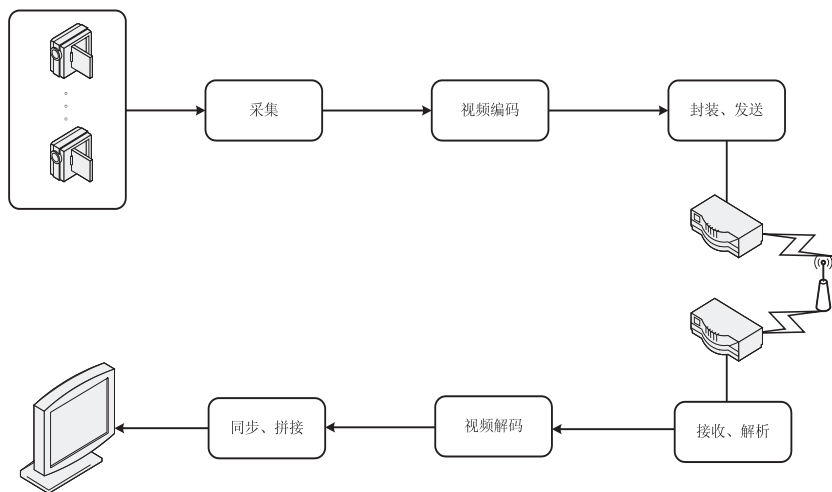 采集
视频编码
封装、发送
接收、解析
视频解码
同步、拼接